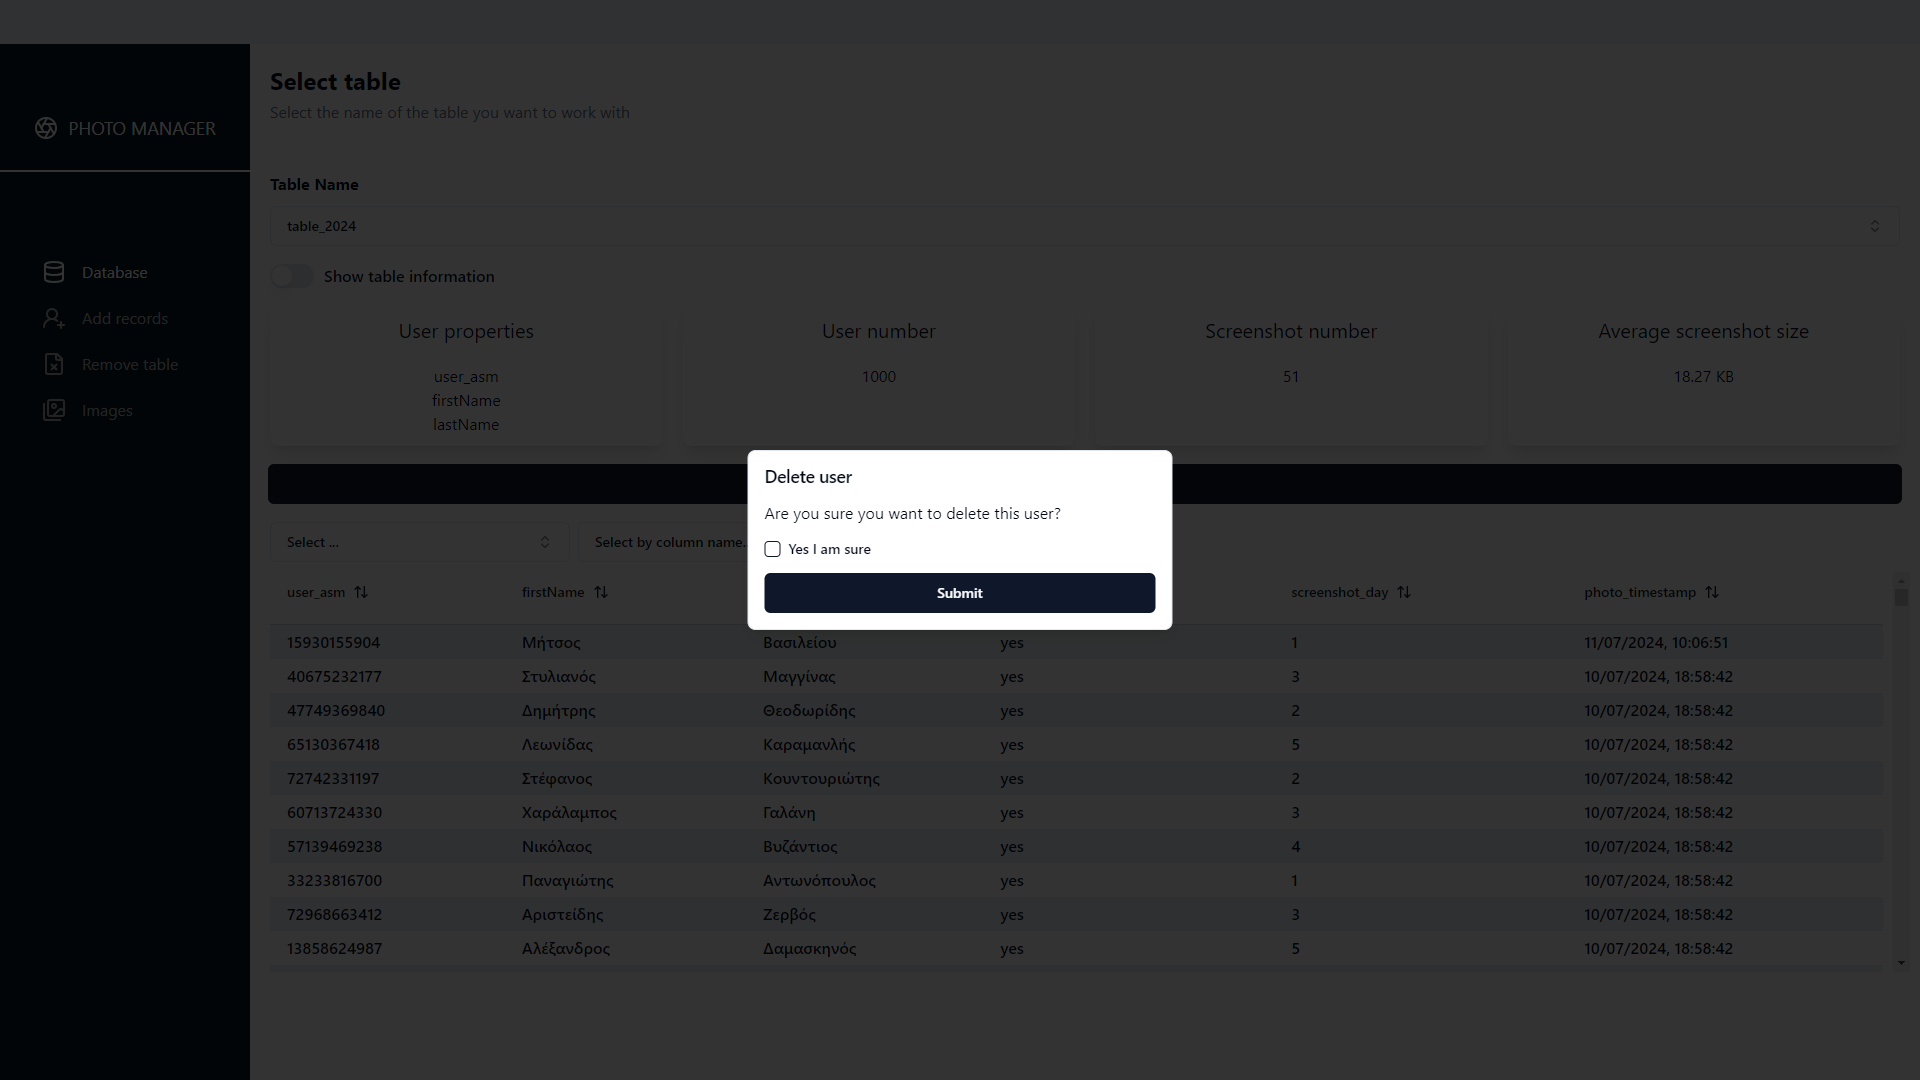 PHOTO MANAGER
Database
Add records
Remove table
Images
Select table
Select the name of the table you want to work with
Table Name
table_2024
Show table information
User properties
user_asm
firstName
lastName
User number
1000
Screenshot number
51
Average screenshot size
18.27 KB
Delete user
Are you sure you want to delete this user?
Yes I am sure
Submit
Select ... Select by column name..
user_asm firstName screenshot_day photo_timestamp
15930155904 Μήτσος Βασιλείου yes 1 11/07/2024, 10:06:51
40675232177 Στυλιανός Μαγγίνας yes 3 10/07/2024, 18:58:42
47749369840 Δημήτρης Θεοδωρίδης yes 2 10/07/2024, 18:58:42
65130367418 Λεωνίδας Καραμανλής yes 5 10/07/2024, 18:58:42
72742331197 Στέφανος Κουντουριώτης yes 2 10/07/2024, 18:58:42
60713724330 Χαράλαμπος Γαλάνη yes 3 10/07/2024, 18:58:42
57139469238 Νικόλαος Βυζάντιος yes 4 10/07/2024, 18:58:42
33233816700 Παναγιώτης Αντωνόπουλος yes 1 10/07/2024, 18:58:42
72968663412 Αριστείδης Ζερβός yes 3 10/07/2024, 18:58:42
13858624987 Αλέξανδρος Δαμασκηνός yes 5 10/07/2024, 18:58:42